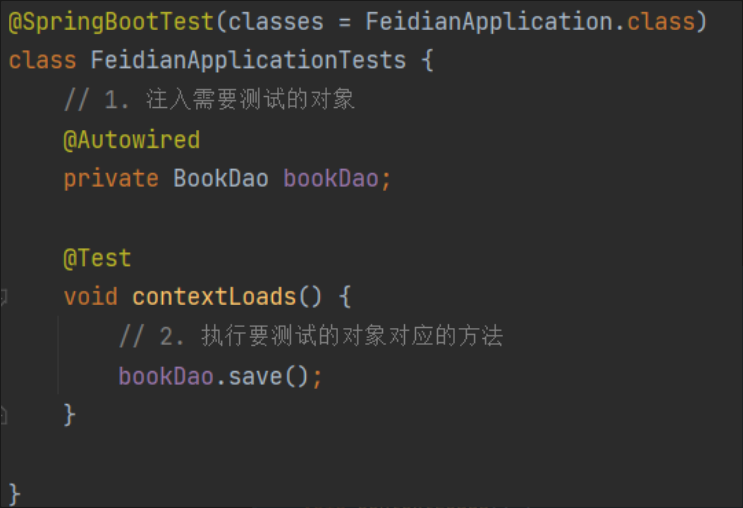 @SpringBootTest(classes = FeidianApplication.class)
class FeidianApplicationTests {
    // 1. 注入需要测试的对象
    @Autowired
    private BookDao bookDao;

    @Test
    void contextLoads() {
        // 2. 执行要测试的对象对应的方法
        bookDao.save();
    }

}